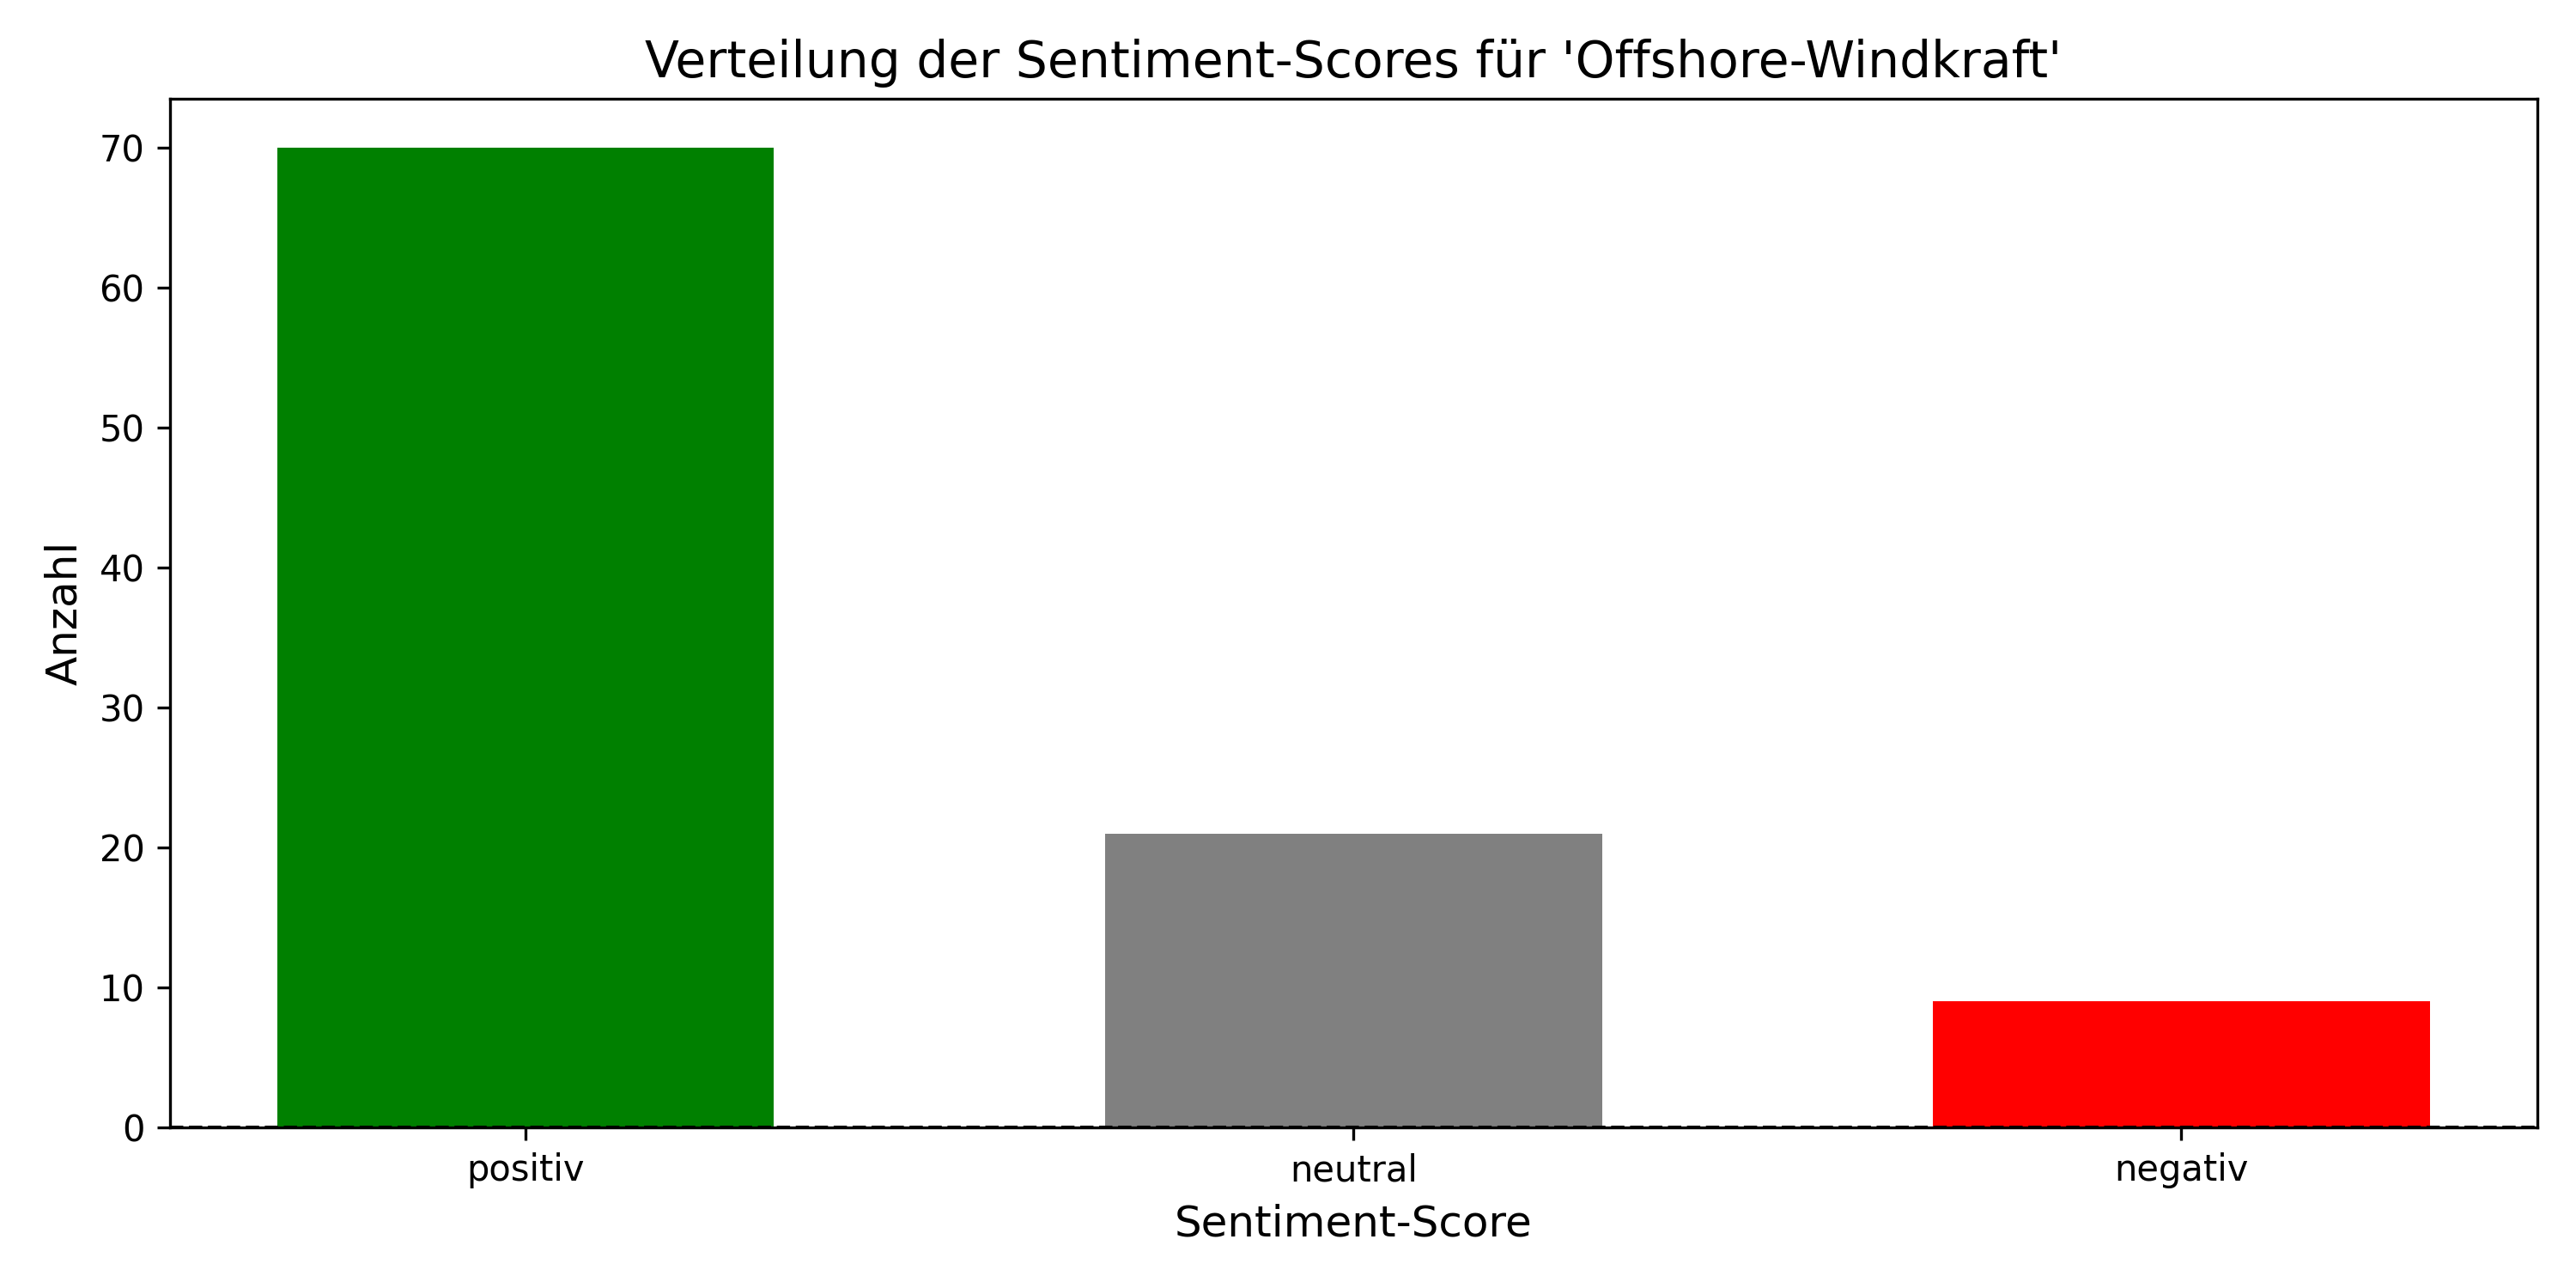 Verteilung der Sentiment-Scores für 'Offshore-Windkraft'
Anzahl
70
60
50
40
30
20
10
0
positiv neutral negativ
Sentiment-Score